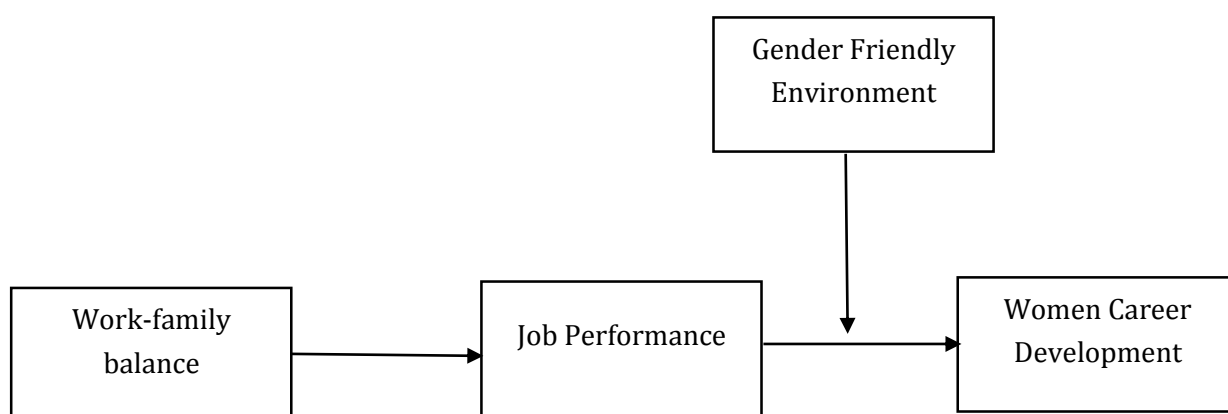 Gender Friendly
Environment
Work-family
balance
Job Performance
Women Career
Development